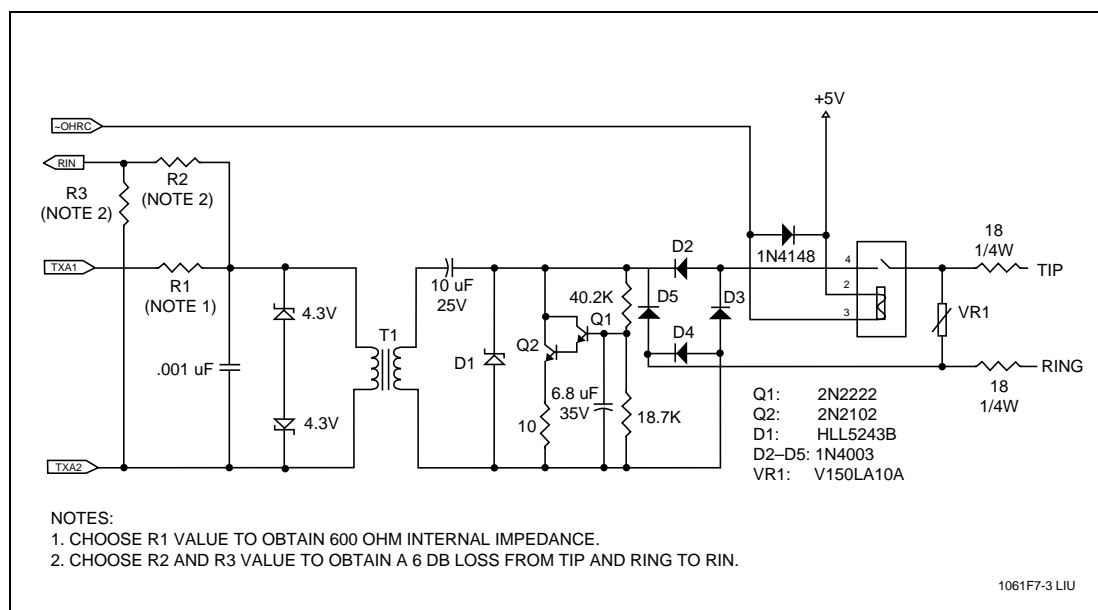 +5V
~OHRC
RIN
R2
(NOTE 2)
R3
(NOTE 2)
TXA1
R1
(NOTE 1)
4.3V
.001 uF
4.3V
TXA2
T1
10 uF
25V
D1
Q2
Q1
10
6.8 uF
35V
40.2K
18.7K
D5
D2
D4
D3
1N4148
4
2
3
VR1
18
1/4W
TIP
RING
18
1/4W
Q1: 2N2222
Q2: 2N2102
D1: HLL5243B
D2–D5: 1N4003
VR1: V150LA10A
NOTES:
1. CHOOSE R1 VALUE TO OBTAIN 600 OHM INTERNAL IMPEDANCE.
2. CHOOSE R2 AND R3 VALUE TO OBTAIN A 6 DB LOSS FROM TIP AND RING TO RIN.
1061F7-3 LIU